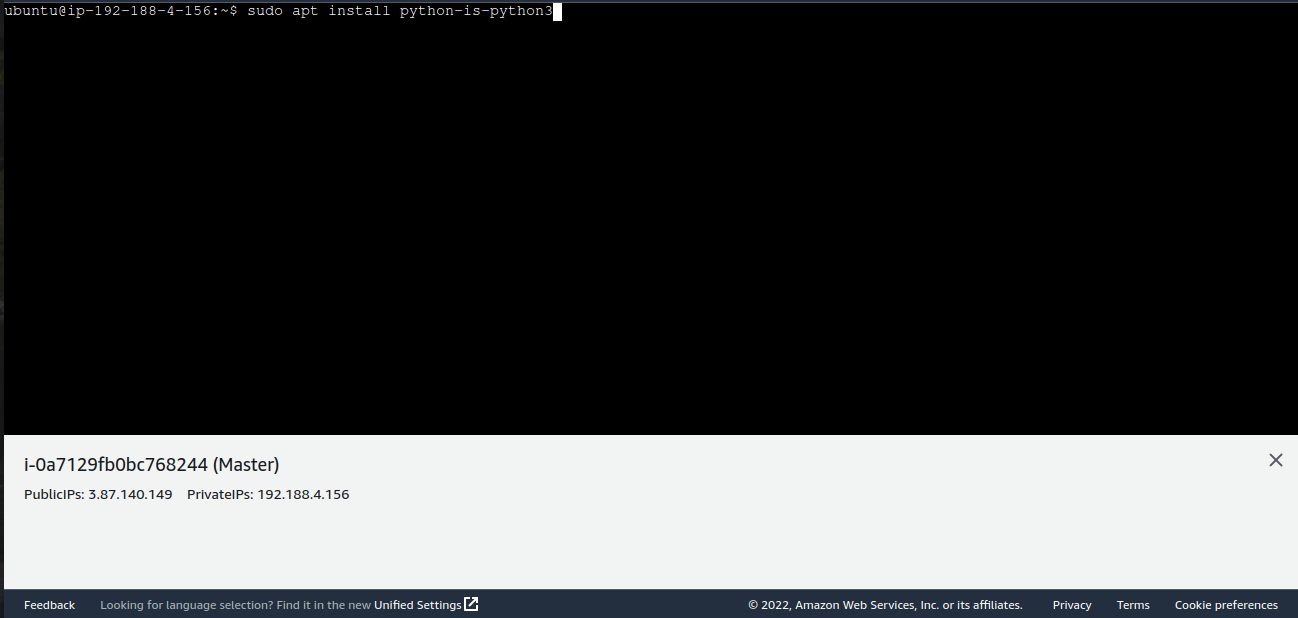 ubuntu@ip-192-188-4-156:~$ sudo apt install python-is-python3
i-0a7129fb0bc768244 (Master)
PublicIPs: 3.87.140.149 PrivateIPs: 192.188.4.156
Feedback Looking for language selection? Find it in the new Unified Settings © 2022, Amazon Web Services, Inc. or its affiliates. Privacy Terms Cookie preferences